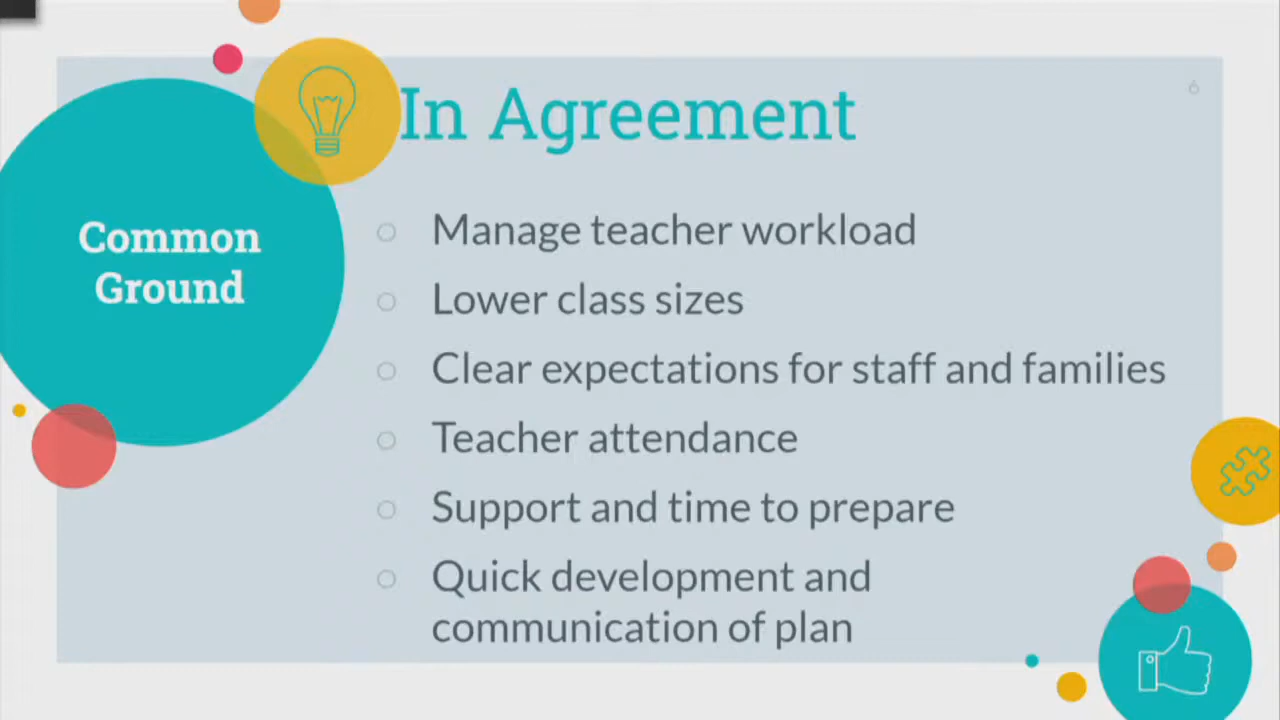 In Agreement
6
Common
Ground
Manage teacher workload
Lower class sizes
Clear expectations for staff and families
Teacher attendance
Support and time to prepare
Quick development and
communication of plan